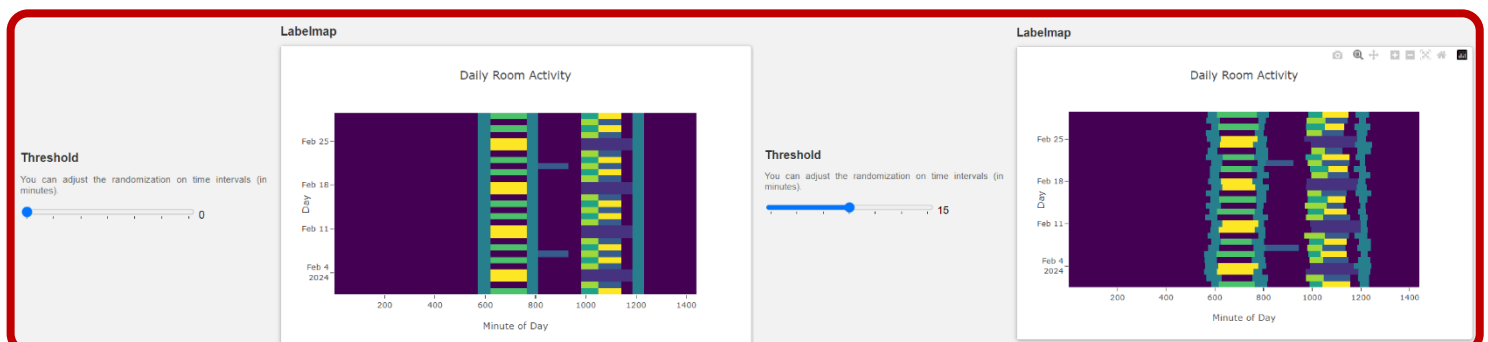 Labelmap
Daily Room Activity
Feb 25
Threshold
You can adjust the randomization on time intervals (in
minutes).
0
Feb 18
Day
Feb 11
Feb 4
2024
200 400 600 800 1000 1200 1400
Minute of Day
Labelmap
Daily Room Activity
Feb 25
Threshold
You can adjust the randomization on time intervals (in
minutes).
15
Feb 18
Day
Feb 11
Feb 4
2024
200 400 600 800 1000 1200 1400
Minute of Day